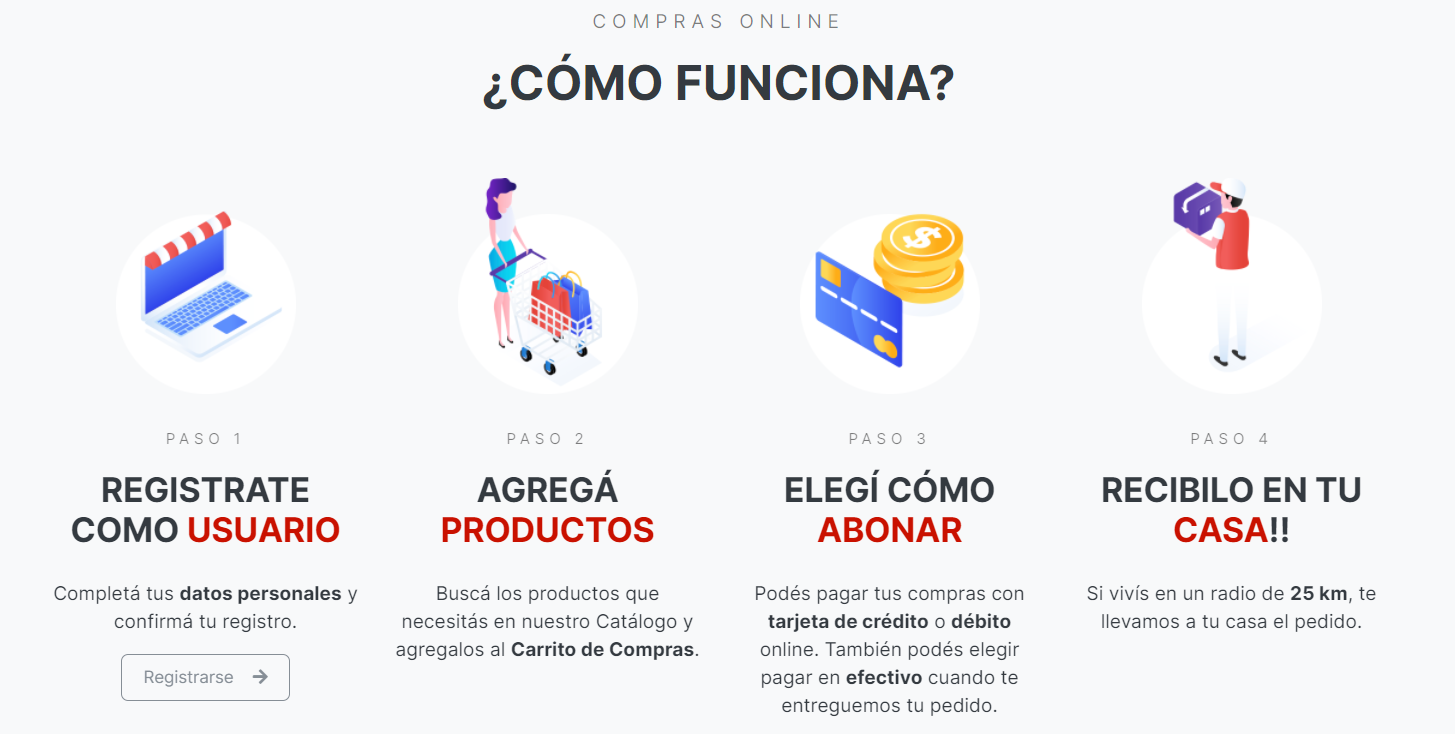 COMPRAS ONLINE
¿CÓMO FUNCIONA?
PASO 1
REGISTRATE
COMO USUARIO
Completá tus datos personales y
confirmá tu registro.
Registrarse
PASO 2
AGREGÁ
PRODUCTOS
Buscá los productos que
necesitás en nuestro Catálogo y
agregalos al Carrito de Compras.
PASO 3
ELEGÍ CÓMO
ABONAR
Podés pagar tus compras con
tarjeta de crédito o débito
online. También podés elegir
pagar en efectivo cuando te
entreguemos tu pedido.
PASO 4
RECIBILO EN TU
CASA!!
Si vivís en un radio de 25 km, te
llevamos a tu casa el pedido.